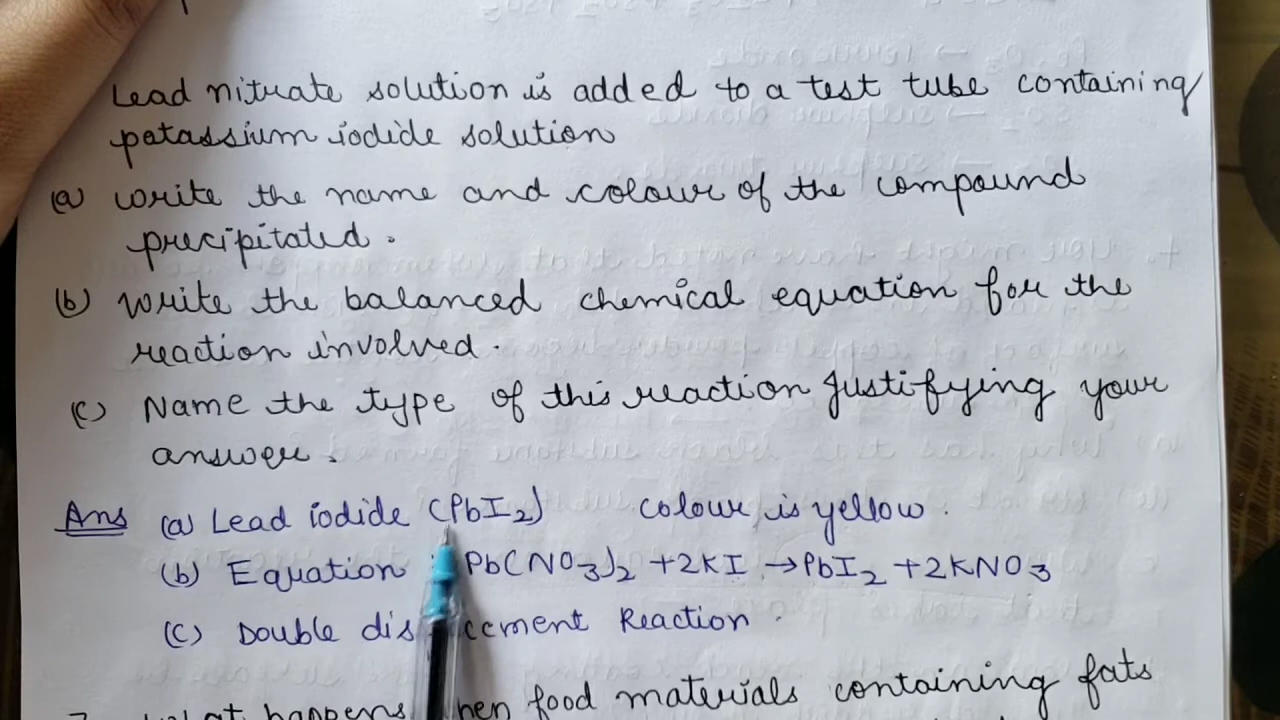 Lead nitrate solution is added to a test tube containing
potassium iodide solution
(a) write the name and colour of the compound
precipitated.
(b) Write the balanced chemical equation for the
reaction involved.
(c) Name the type of this reaction Justifying your
answer.
Ans (a) Lead iodide (PbI2) colour is yellow.
(b) Equation Pb(NO3)2 + 2KI → PbI2 + 2KNO3
(c) Double Reaction.
food materials containing fats